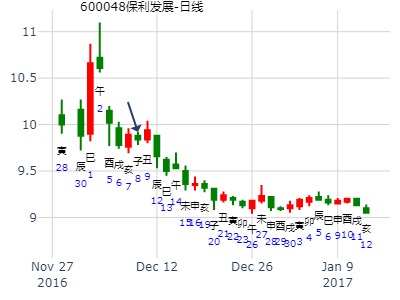 600048保利发展-日线
11
10.5
10
9.5
9
寅 28
辰 30
巳 1
午 2
酉 5
戌 6
亥 7
子 8
丑 9
辰 12
巳 13
午 14
未 15
申 16
亥 19
子 20
丑 21
寅 22
卯 23
午 26
未 27
申 28
酉 29
戌 30
寅 3
卯 4
辰 5
巳 6
申 9
酉 10
戌 11
亥 12
Nov 27 Dec 12 Dec 26 Jan 9
2016 2017